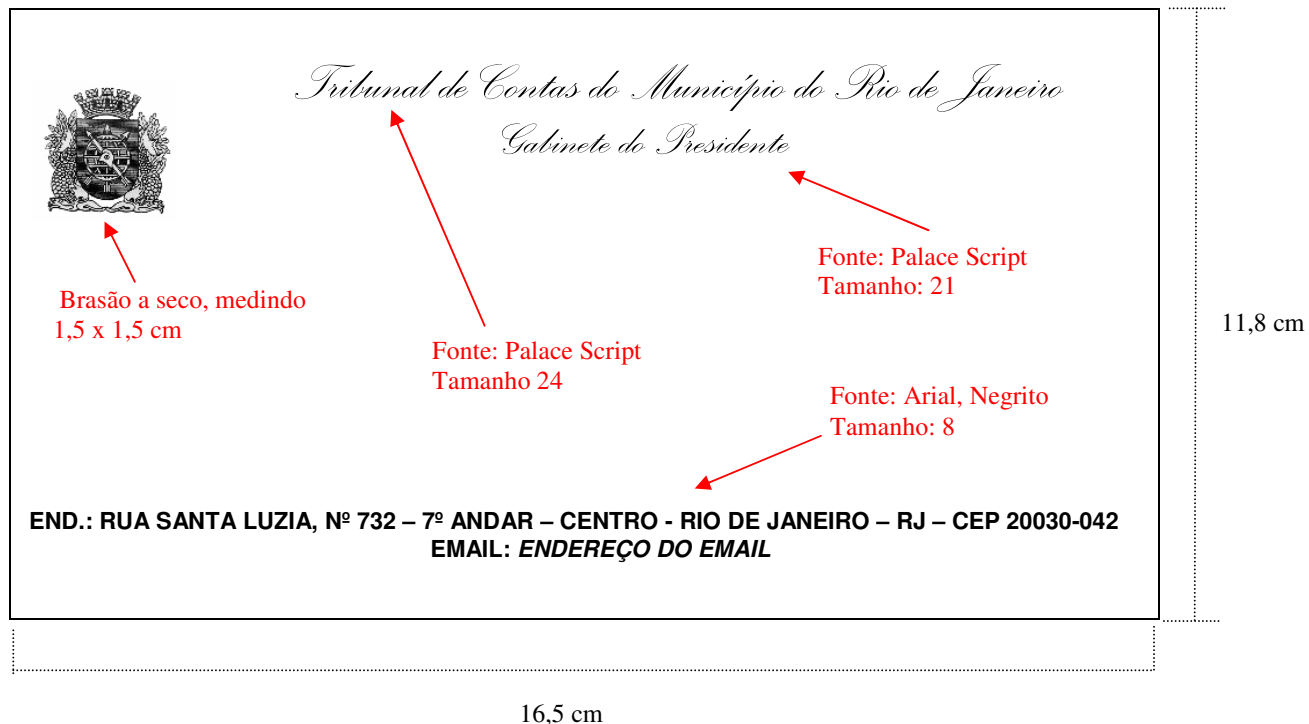 Tribunal de Contas do Município do Rio de Janeiro
Gabinete do Presidente
Fonte: Palace Script
Tamanho: 21
Brasão a seco, medindo
1,5 x 1,5 cm
11,8 cm
Fonte: Palace Script
Tamanho 24
Fonte: Arial, Negrito
Tamanho: 8
END.: RUA SANTA LUZIA, Nº 732 – 7º ANDAR – CENTRO - RIO DE JANEIRO – RJ – CEP 20030-042
EMAIL: ENDEREÇO DO EMAIL
16,5 cm